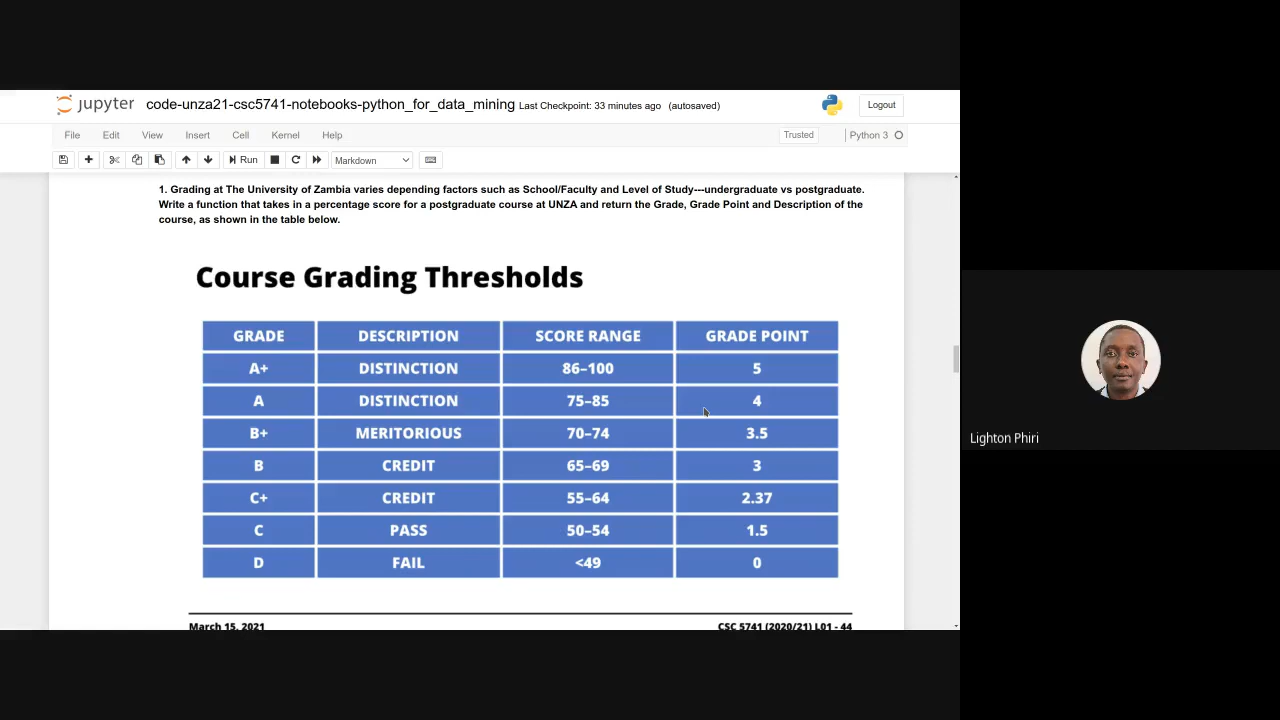 jupyter code-unza21-csc5741-notebooks-python_for_data_mining Last Checkpoint: 33 minutes ago (autosaved) Logout
File Edit View Insert Cell Kernel Help Trusted Python 3
Run Markdown
1. Grading at The University of Zambia varies depending factors such as School/Faculty and Level of Study---undergraduate vs postgraduate.
Write a function that takes in a percentage score for a postgraduate course at UNZA and return the Grade, Grade Point and Description of the
course, as shown in the table below.
Course Grading Thresholds
GRADE DESCRIPTION SCORE RANGE GRADE POINT
A+ DISTINCTION 86–100 5
A DISTINCTION 75–85 4
B+ MERITORIOUS 70–74 3.5
B CREDIT 65–69 3
C+ CREDIT 55–64 2.37
C PASS 50–54 1.5
D FAIL <49 0
March 15, 2021 CSC 5741 (2020/21) L01 - 44
Lighton Phiri